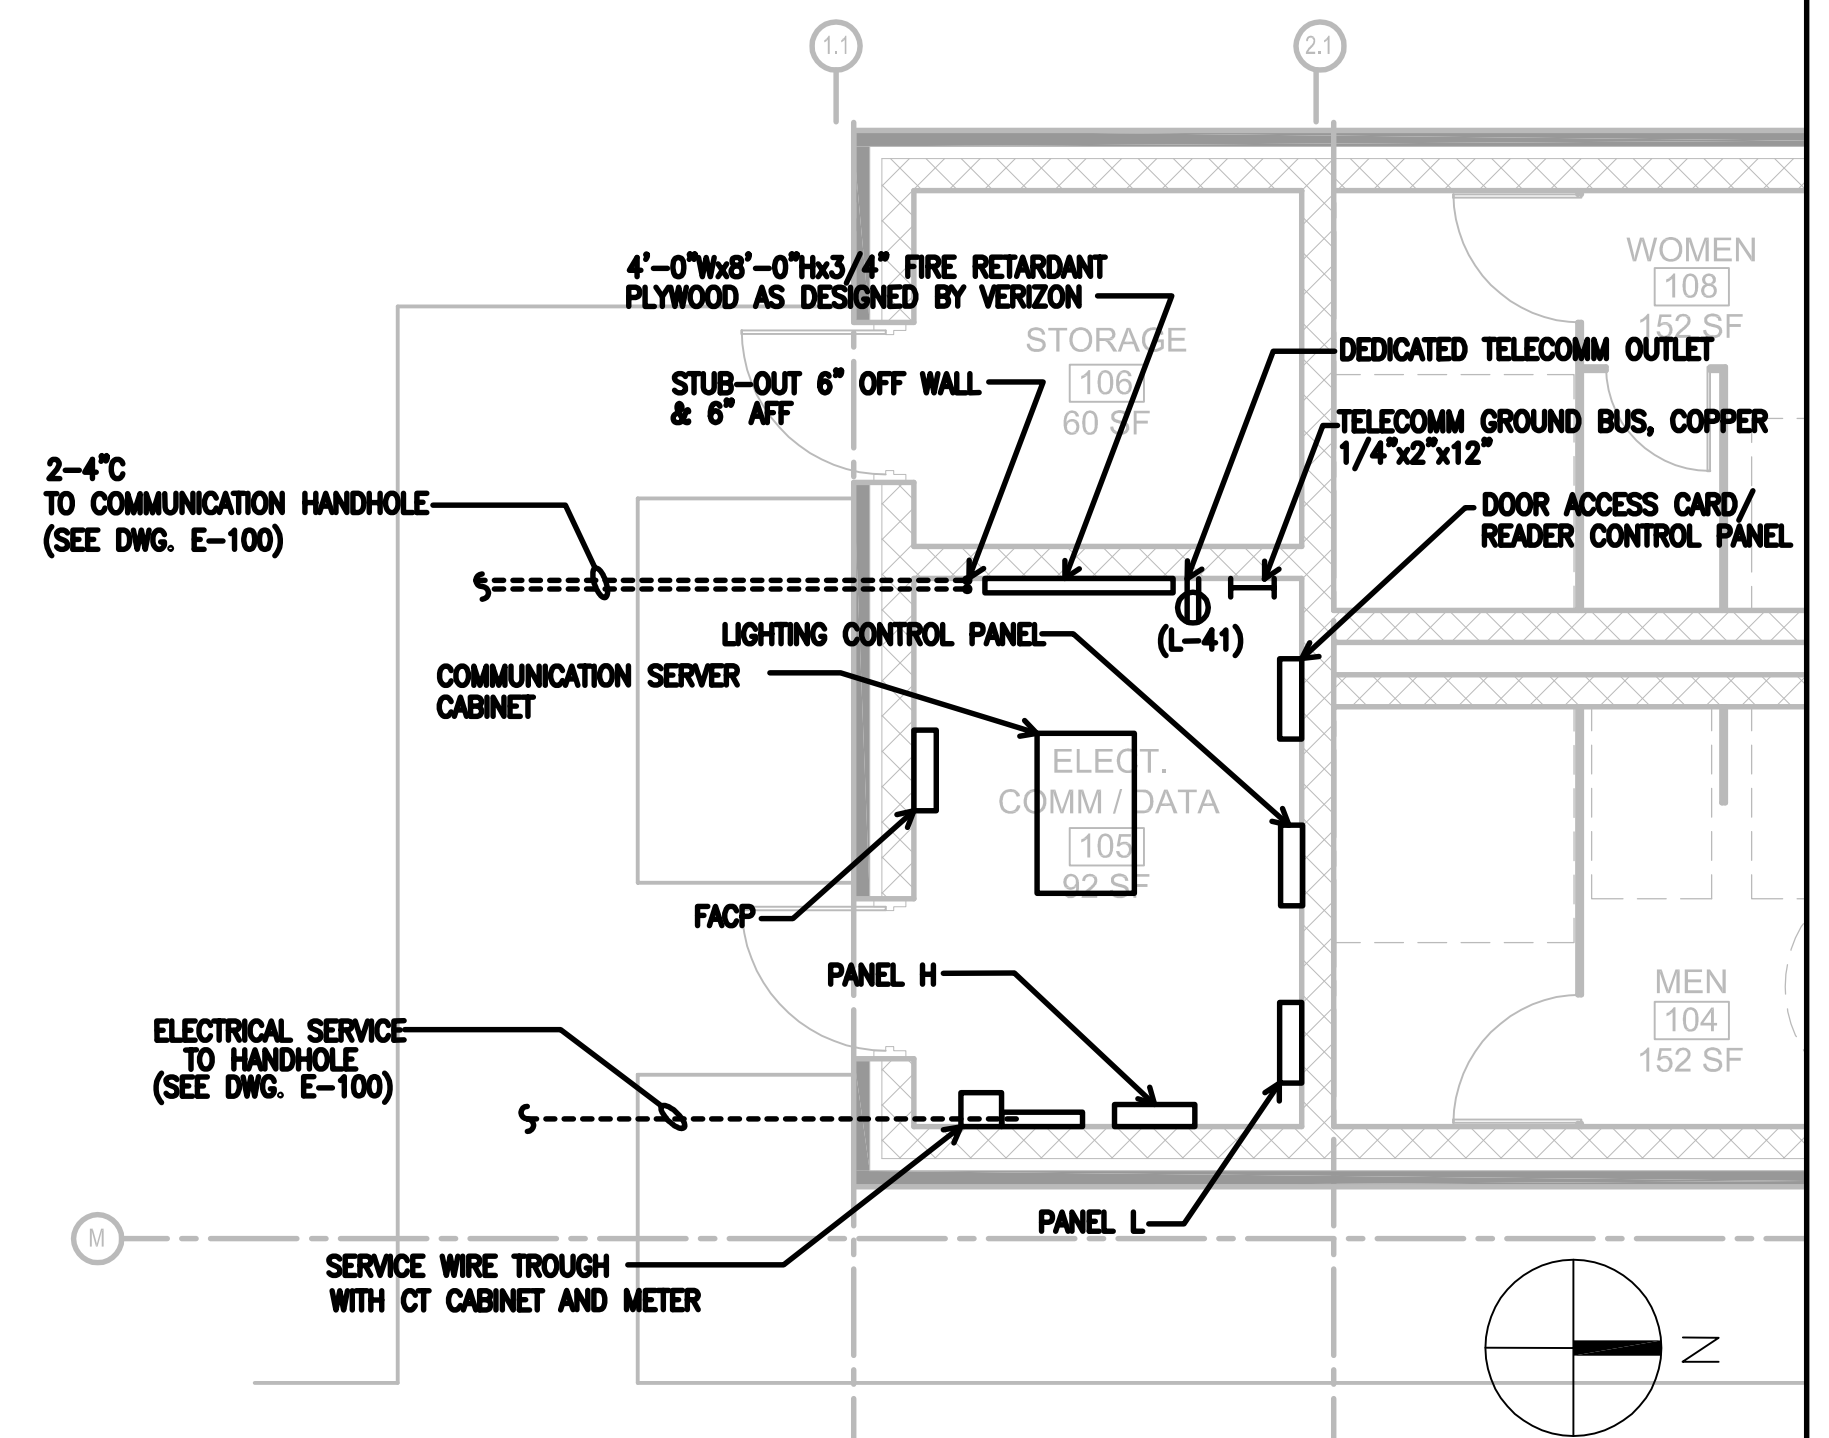 1.1
2.1
4'-0"Wx8'-0"Hx3/4" FIRE RETARDANT
PLYWOOD AS DESIGNED BY VERIZON
WOMEN
108
152 SF
STORAGE
106
60 SF
DEDICATED TELECOMM OUTLET
STUB-OUT 6" OFF WALL
& 6" AFF
TELECOMM GROUND BUS, COPPER
1/4"x2"x12"
2-4"C
TO COMMUNICATION HANDHOLE
(SEE DWG. E-100)
DOOR ACCESS CARD/
READER CONTROL PANEL
LIGHTING CONTROL PANEL
(L-41)
COMMUNICATION SERVER
CABINET
ELECT.
COMM / DATA
105
92 SF
FACP
PANEL H
MEN
104
152 SF
ELECTRICAL SERVICE
TO HANDHOLE
(SEE DWG. E-100)
PANEL L
M
SERVICE WIRE TROUGH
WITH CT CABINET AND METER
N